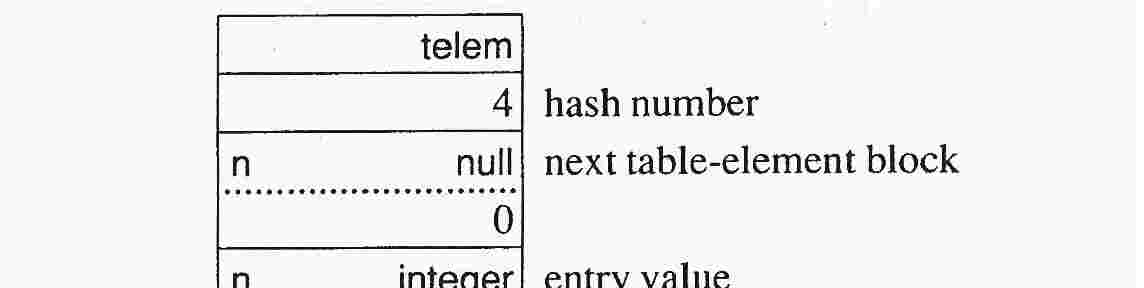 telem
4 hash number
n null next table-element block
0
n integer entry value